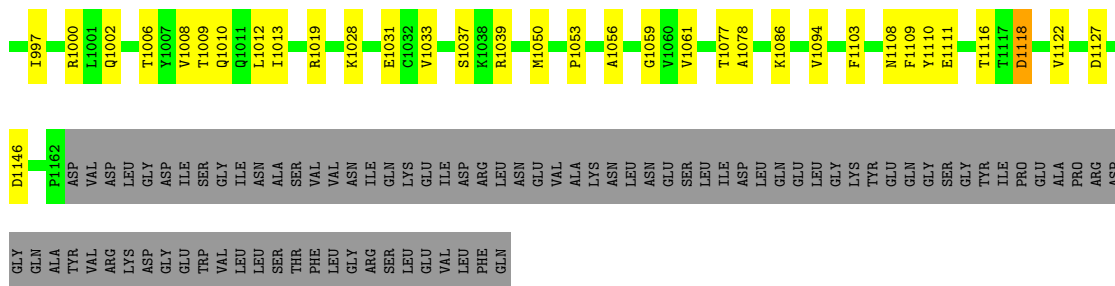 I997 R1000 L1001 Q1002 T1006 Y1007 V1008 T1009 Q1010 Q1011 L1012 I1013 R1019 K1028 E1031 C1032 V1033 S1037 K1038 R1039 M1050 P1053 A1056 G1059 V1060 V1061 T1077 A1078 K1086 V1094 F1103 N1108 F1109 Y1110 E1111 T1116 T1117 D1118 V1122 D1127
D1146 P1162 ASP VAL ASP LEU GLY ASP ILE SER GLY ILE ASN ALA SER VAL VAL ASN ILE GLN LYS GLU ILE ASP ARG LEU ASN GLU VAL ALA LYS ASN LEU ASN GLU SER LEU ILE ASP LEU GLN GLU LEU GLY LYS TYR GLU GLN GLY SER GLY TYR ILE PRO GLU ALA PRO ARG ASP
GLY GLN ALA TYR VAL ARG LYS ASP GLY GLU TRP VAL LEU LEU SER THR PHE LEU GLY ARG SER LEU GLU VAL LEU PHE GLN